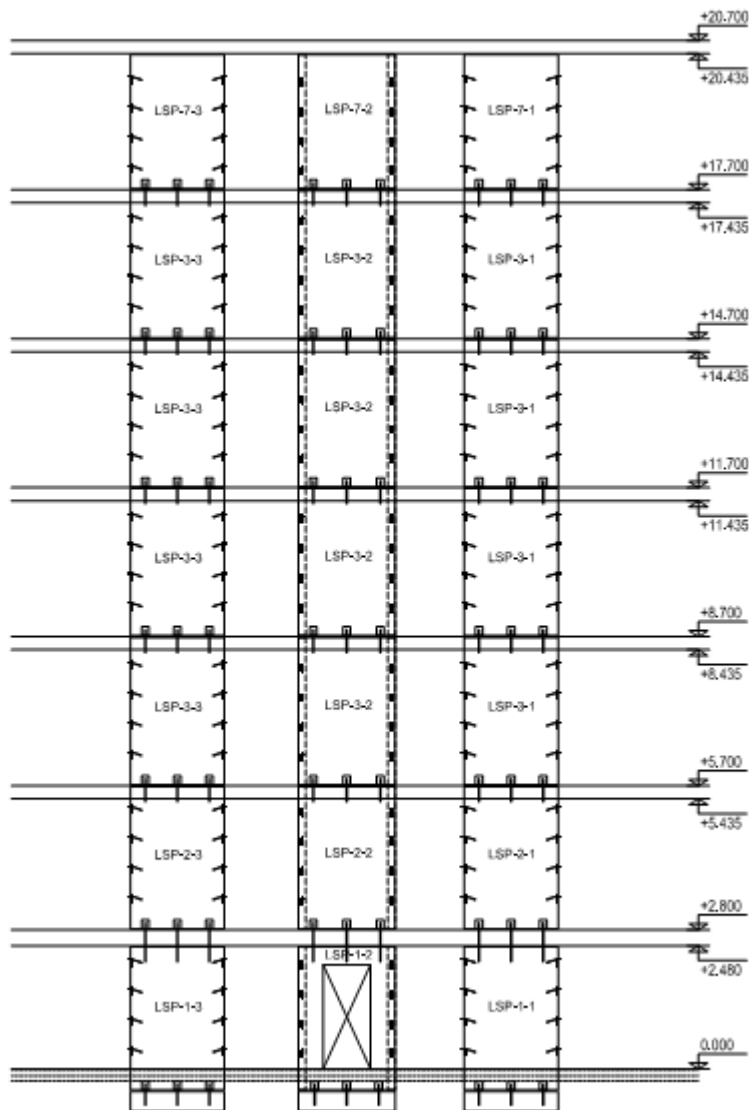 +20.700
+20.435
LSP-7-3 LSP-7-2 LSP-7-1
+17.700
+17.435
LSP-3-3 LSP-3-2 LSP-3-1
+14.700
+14.435
LSP-3-3 LSP-3-2 LSP-3-1
+11.700
+11.435
LSP-3-3 LSP-3-2 LSP-3-1
+8.700
+8.435
LSP-3-3 LSP-3-2 LSP-3-1
+5.700
+5.435
LSP-2-3 LSP-2-2 LSP-2-1
+2.800
LSP-1-2
+2.480
LSP-1-3 LSP-1-1
0.000